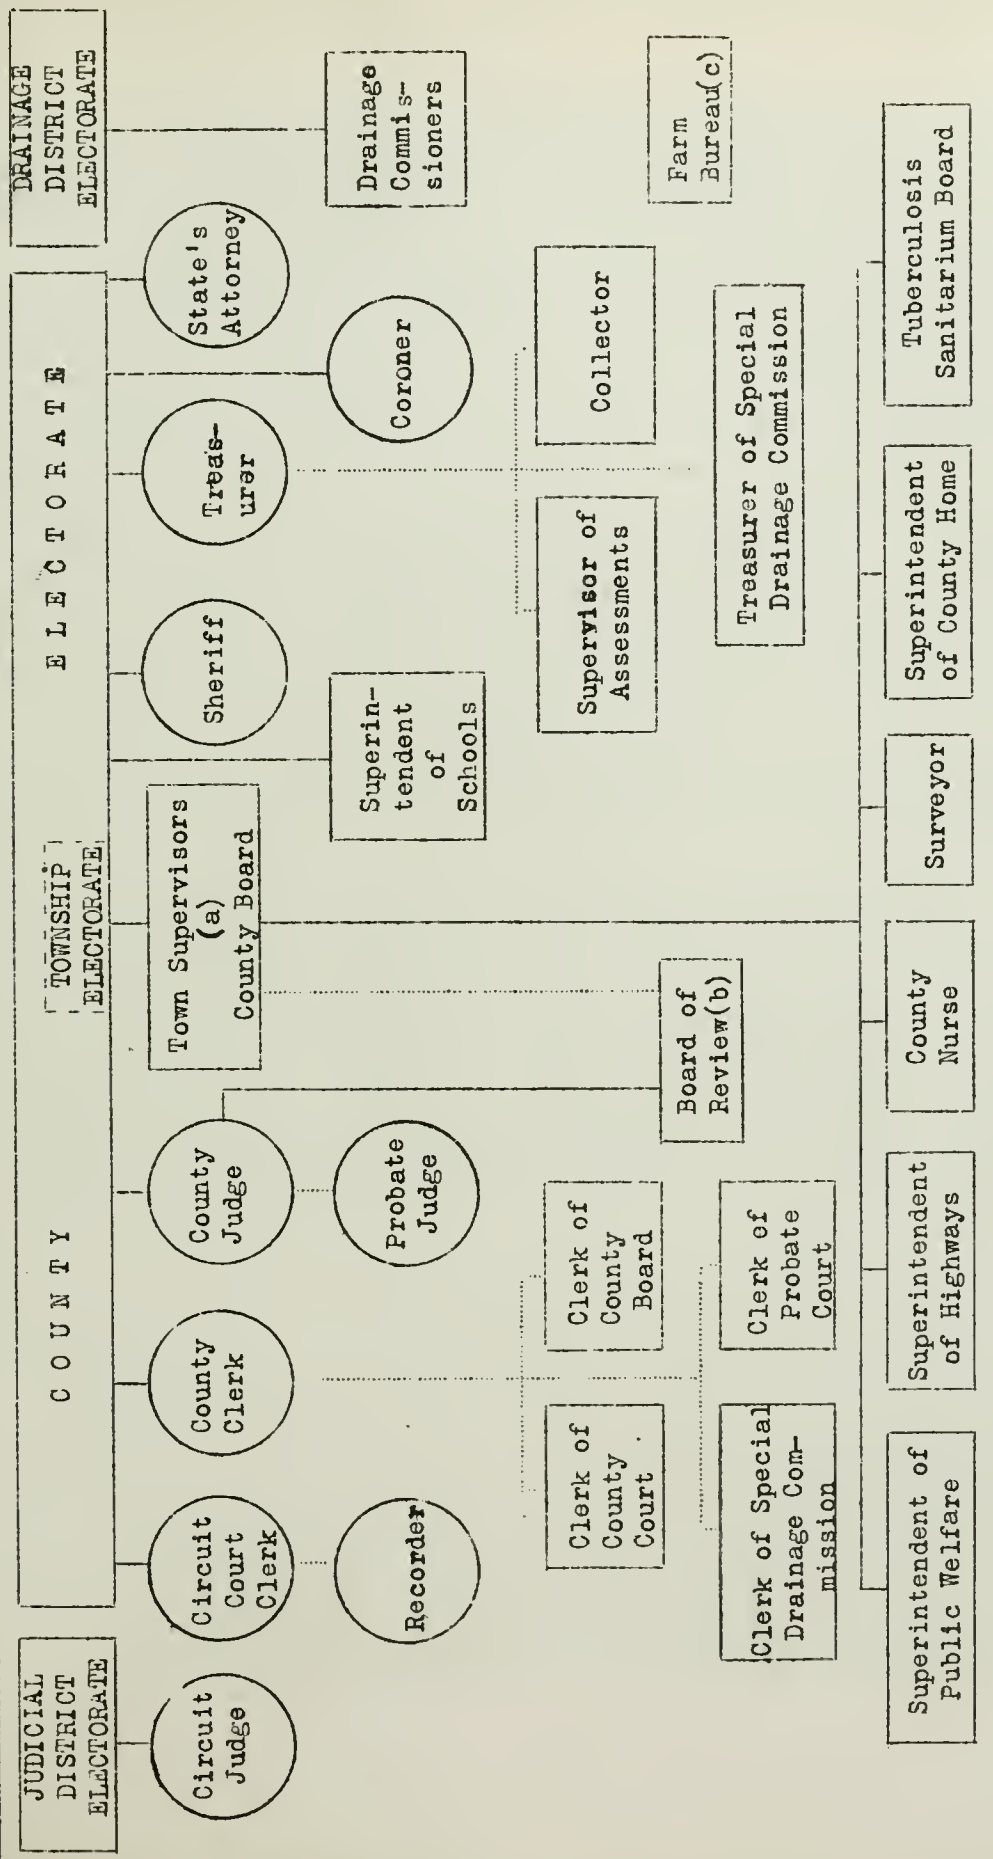 JUDICIAL
DISTRICT
ELECTORATE
COUNTY ELECTORATE
TOWNSHIP
ELECTORATE
DRAINAGE
DISTRICT
ELECTORATE
Circuit
Judge
Circuit
Court
Clerk
County
Clerk
County
Judge
Town Supervisors
(a)
County Board
Sheriff
Treas-
urer
State's
Attorney
Recorder
Probate
Judge
Superin-
tendent
of
Schools
Coroner
Drainage
Commis-
sioners
Clerk of
County
Court
Clerk of
County
Board
Supervisor of
Assessments
Collector
Board of
Review(b)
Farm
Bureau(c)
Clerk of Special
Drainage Com-
mission
Clerk of
Probate
Court
Treasurer of Special
Drainage Commission
Superintendent of
Public Welfare
Superintendent
of Highways
County
Nurse
Surveyor
Superintendent
of County Home
Tuberculosis
Sanitarium Board